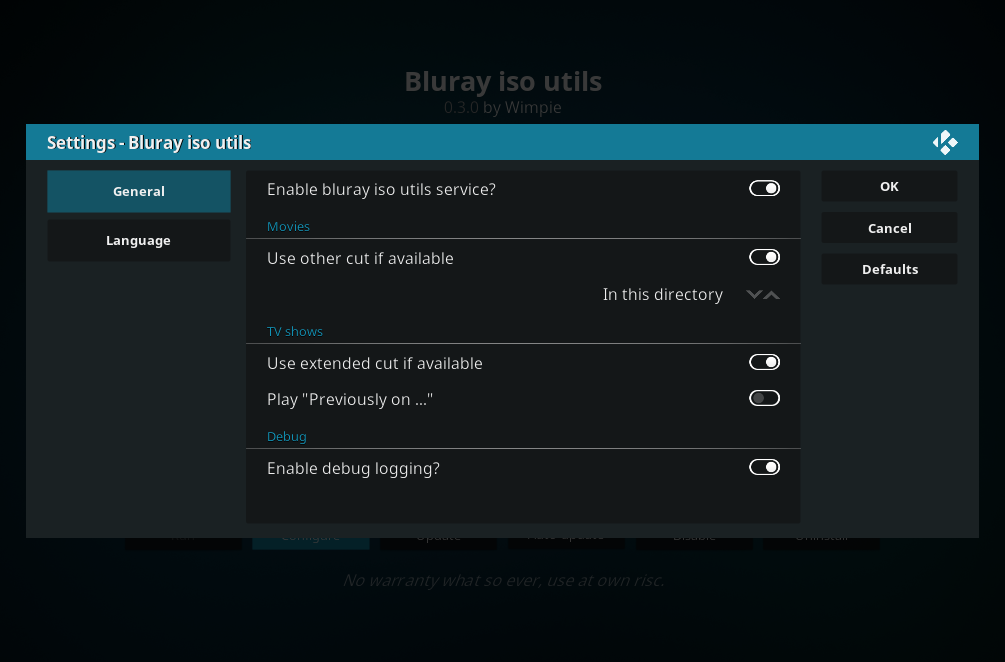 Bluray iso utils
0.3.0 by Wimpie
Settings - Bluray iso utils
General
Language
Enable bluray iso utils service?
Movies
Use other cut if available
In this directory
TV shows
Use extended cut if available
Play "Previously on ..."
Debug
Enable debug logging?
OK
Cancel
Defaults
Configure
Update
Auto-update
Disable
Uninstall
No warranty what so ever, use at own risc.